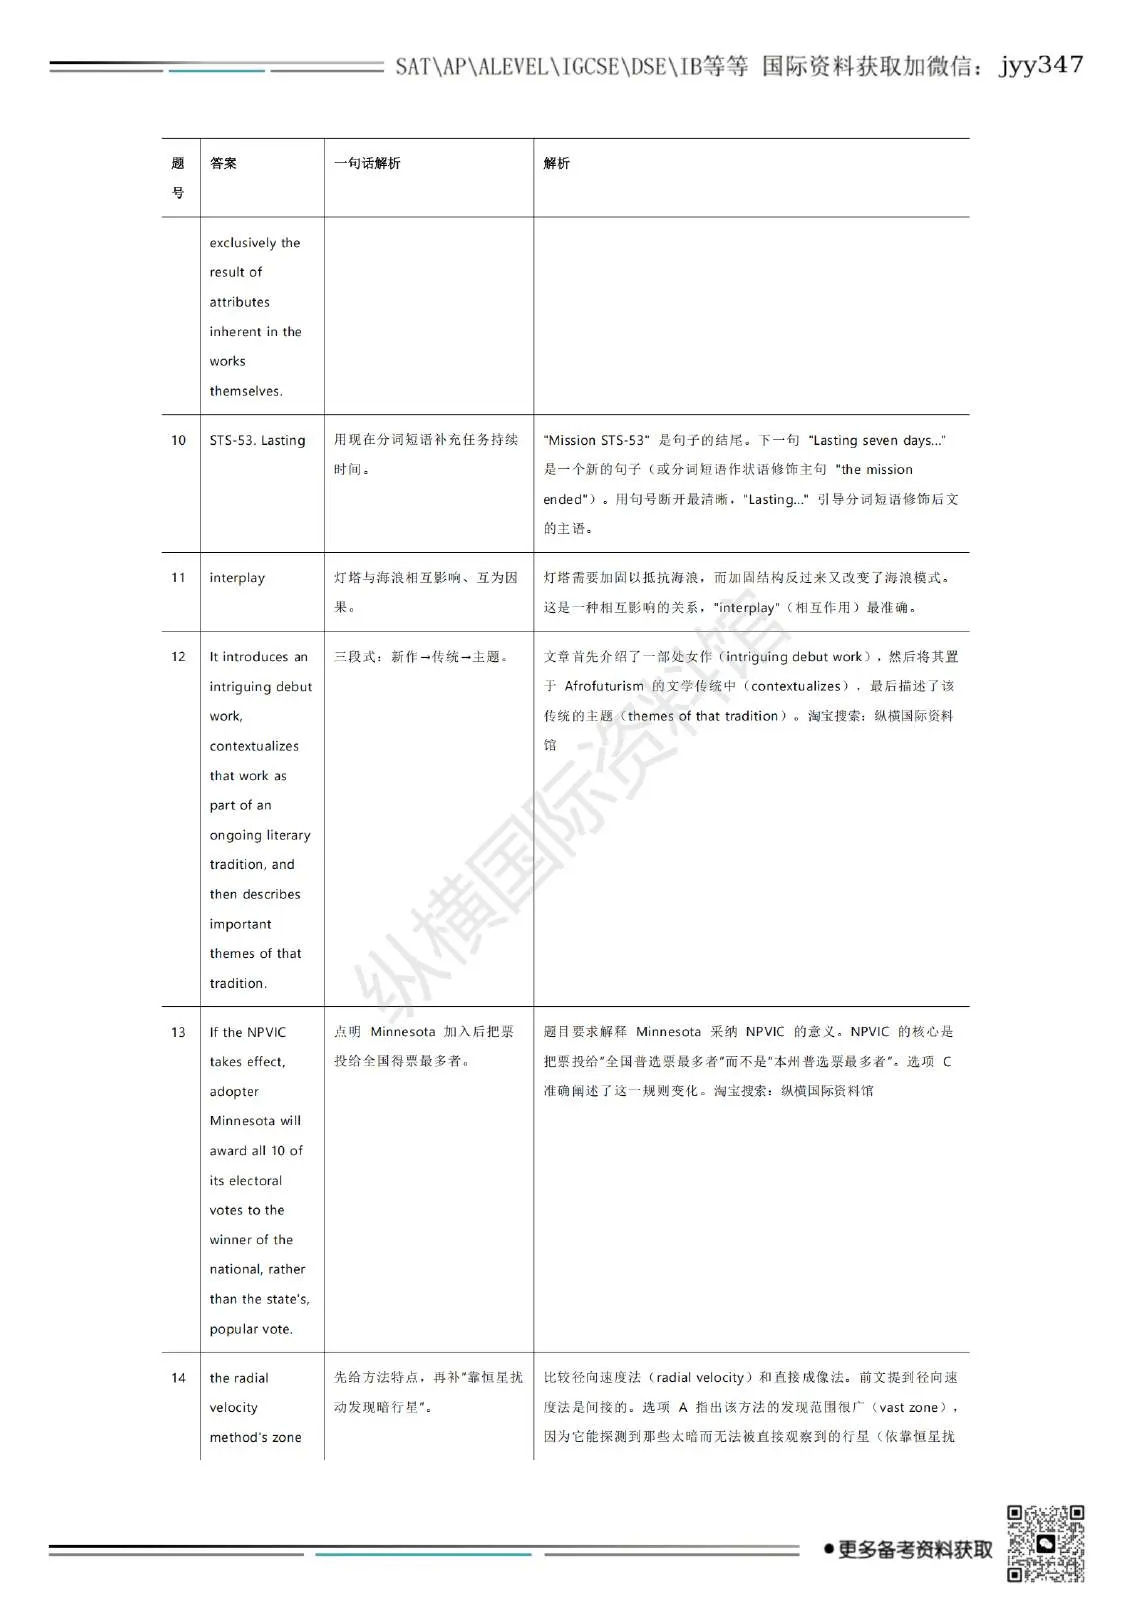 SAT\AP\ALEVEL\IGCSE\DSE\IB等等 国际资料获取加微信：jyy347
题号 答案 一句话解析 解析
exclusively the
result of
attributes
inherent in the
works
themselves.
10
STS-53. Lasting
用现在分词短语补充任务持续
时间。
"Mission STS-53" 是句子的结尾。下一句 "Lasting seven days..."
是一个新的句子（或分词短语作状语修饰主句 "the mission
ended"）。用句号断开最清晰，"Lasting..." 引导分词短语修饰后文
的主语。
11
interplay
灯塔与海浪相互影响、互为因
果。
灯塔需要加固以抵抗海浪，而加固结构反过来又改变了海浪模式。
这是一种相互影响的关系，"interplay"（相互作用）最准确。
12
It introduces an
intriguing debut
work,
contextualizes
that work as
part of an
ongoing literary
tradition, and
then describes
important
themes of that
tradition.
三段式：新作→传统→主题。
文章首先介绍了一部处女作（intriguing debut work），然后将其置
于 Afrofuturism 的文学传统中（contextualizes），最后描述了该
传统的主题（themes of that tradition）。淘宝搜索：纵横国际资料
馆
13
If the NPVIC
takes effect,
adopter
Minnesota will
award all 10 of
its electoral
votes to the
winner of the
national, rather
than the state's,
popular vote.
点明 Minnesota 加入后把票
投给全国得票最多者。
题目要求解释 Minnesota 采纳 NPVIC 的意义。NPVIC 的核心是
把票投给“全国普选票最多者”而不是“本州普选票最多者”。选项 C
准确阐述了这一规则变化。淘宝搜索：纵横国际资料馆
14
the radial
velocity
method's zone
先给方法特点，再补“靠恒星扰
动发现暗行星”。
比较径向速度法（radial velocity）和直接成像法。前文提到径向速
度法是间接的。选项 A 指出该方法的发现范围很广（vast zone），
因为它能探测到那些太暗而无法被直接观察到的行星（依靠恒星扰
纵横国际资料馆
●更多备考资料获取